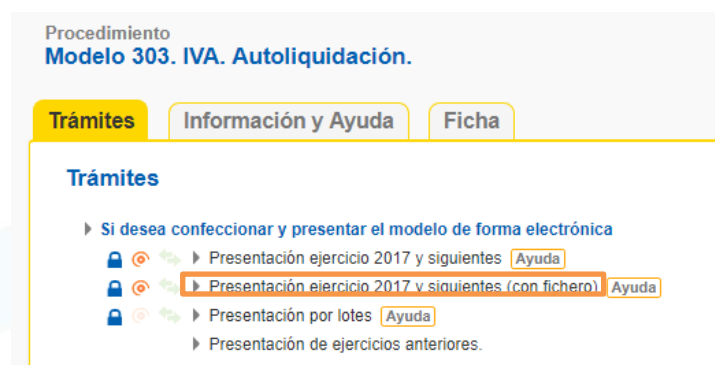 Procedimiento
Modelo 303. IVA. Autoliquidación.
Trámites Información y Ayuda Ficha
Trámites
Si desea confeccionar y presentar el modelo de forma electrónica
Presentación ejercicio 2017 y siguientes Ayuda
Presentación ejercicio 2017 y siguientes (con fichero) Ayuda
Presentación por lotes Ayuda
Presentación de ejercicios anteriores.